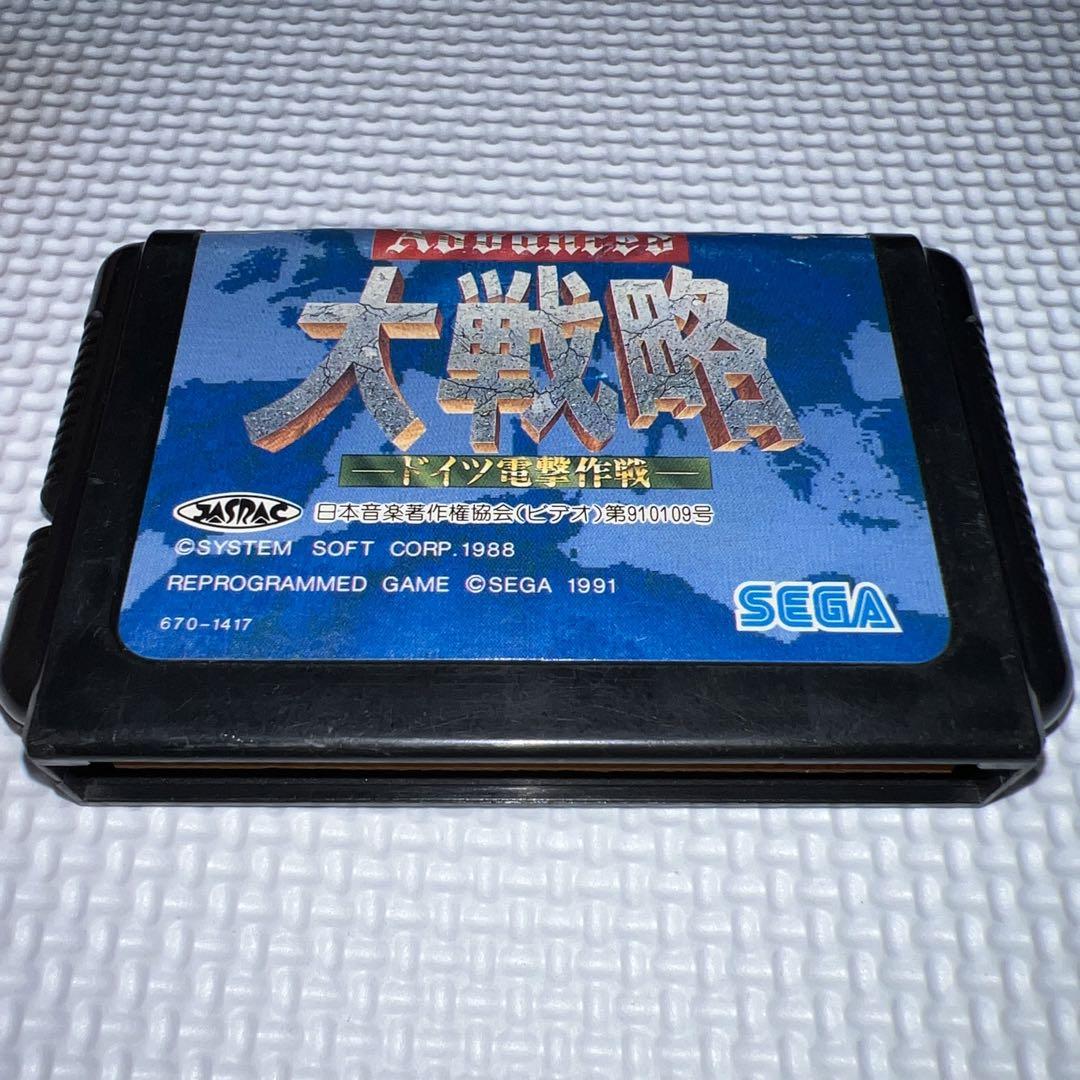 Advanced
大戦略
—ドイツ電撃作戦—
JASRAC 日本音楽著作権協会(ビデオ)第910109号
©SYSTEM SOFT CORP.1988
REPROGRAMMED GAME ©SEGA 1991
670-1417
SEGA